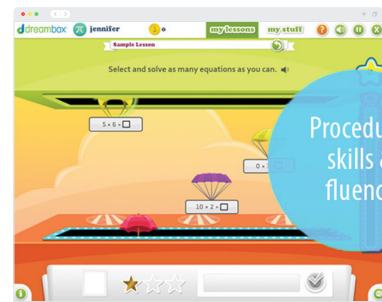 dreambox jennifer 0 my lessons my stuff ?
Sample Lesson
Select and solve as many equations as you can.
5 × 6 =
0 ×
10 × 2 =
Procedu
skills a
fluenc